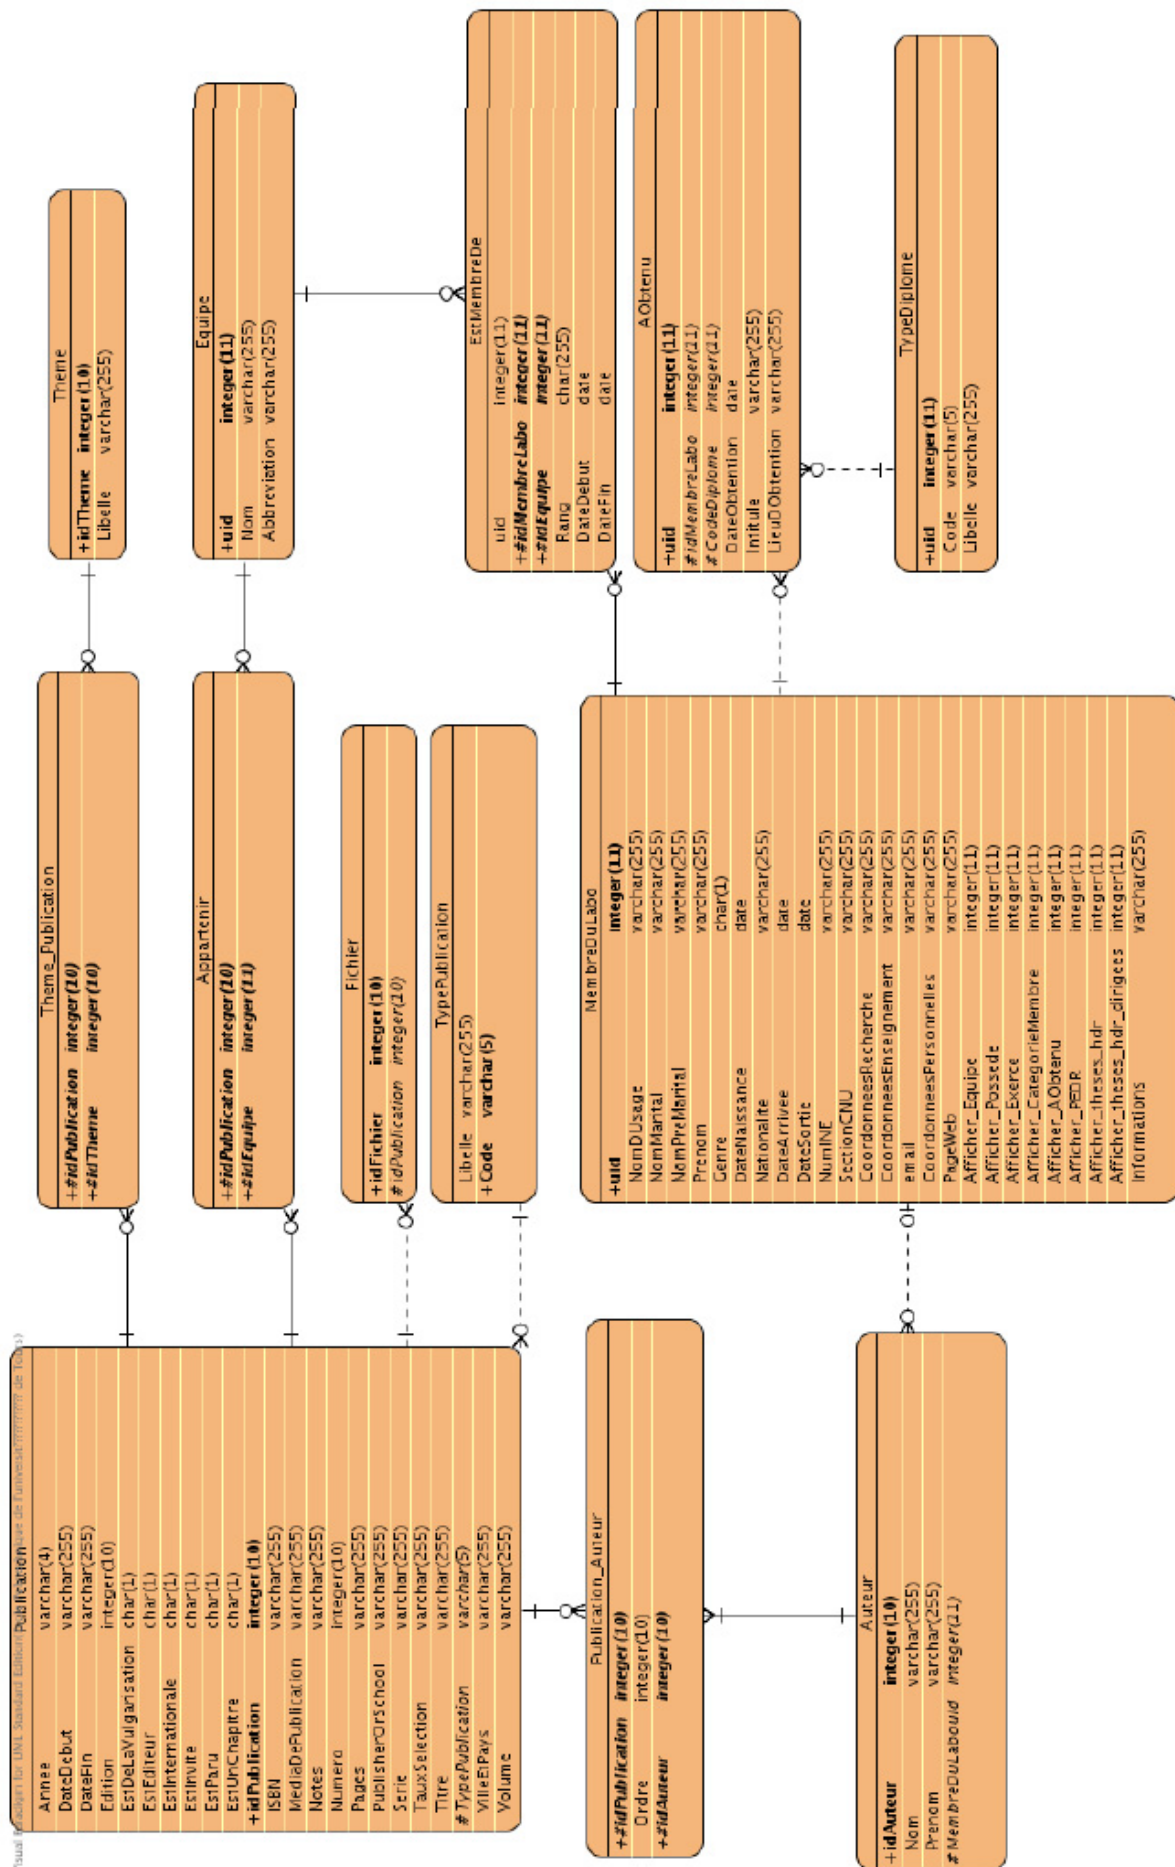 Theme
+idTheme integer(10)
Libelle varchar(255)
Equipe
+uid integer(11)
Nom varchar(255)
Abbreviation varchar(255)
EstMembreDe
uid integer(11)
+#idMembreLabo integer(11)
+#idEquipe integer(11)
Rang char(255)
DateDebut date
DateFin date
AObtenu
+uid integer(11)
#idMembreLabo integer(11)
#CodeDiplome integer(11)
DateObtention date
Intitule varchar(255)
LieuDObtention varchar(255)
TypeDiplome
+uid integer(11)
Code varchar(5)
Libelle varchar(255)
Theme_Publication
+#idPublication integer(10)
+#idTheme integer(10)
Appartenir
+#idPublication integer(10)
+#idEquipe integer(11)
Fichier
+idFichier integer(10)
#idPublication integer(10)
TypePublication
Libelle varchar(255)
+Code varchar(5)
MembreDuLabo
+uid integer(11)
NomDUsage varchar(255)
NomMarital varchar(255)
NomPreMarital varchar(255)
Prenom varchar(255)
Genre char(1)
DateNaissance date
Nationalite varchar(255)
DateArrivee date
DateSortie date
NumINE varchar(255)
SectionCNU varchar(255)
CoordonneesRecherche varchar(255)
CoordonneesEnseignement varchar(255)
email varchar(255)
CoordonneesPersonnelles varchar(255)
PageWeb varchar(255)
Afficher_Equipe integer(11)
Afficher_Possede integer(11)
Afficher_Exerce integer(11)
Afficher_CategorieMembre integer(11)
Afficher_AObtenu integer(11)
Afficher_PEDR integer(11)
Afficher_theses_hdr integer(11)
Afficher_theses_hdr_dirigees integer(11)
Informations varchar(255)
Paradigm for UML Standard Edition
Publication
de l'universit
Annee varchar(4)
DateDebut varchar(255)
DateFin varchar(255)
Edition integer(10)
EstDeLaVulgarisation char(1)
EstEditeur char(1)
EstInternationale char(1)
EstInvite char(1)
EstParu char(1)
EstUnChapitre char(1)
+idPublication integer(10)
ISBN varchar(255)
MediaDePublication varchar(255)
Notes varchar(255)
Numero integer(10)
Pages varchar(255)
PublisherOrSchool varchar(255)
Serie varchar(255)
TauxSelection varchar(255)
Titre varchar(255)
#TypePublication varchar(5)
VilleEtPays varchar(255)
Volume varchar(255)
Publication_Auteur
+#idPublication integer(10)
Ordre integer(10)
+#idAuteur integer(10)
Auteur
+idAuteur integer(10)
Nom varchar(255)
Prenom varchar(255)
#MembreDuLabouid integer(11)